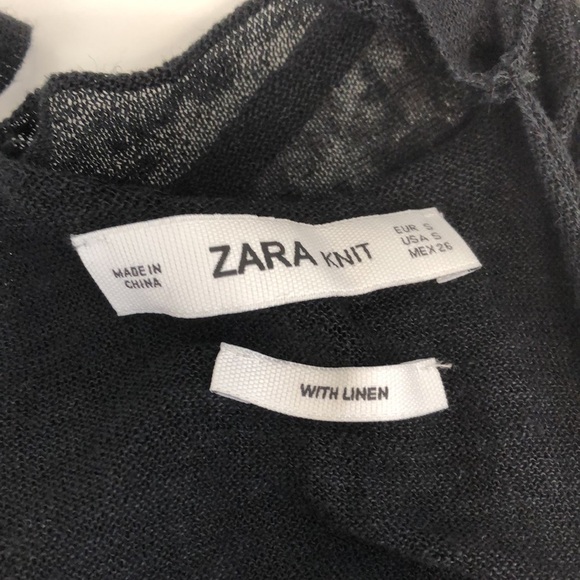 MADE IN
CHINA
ZARA KNIT
EUR S
USA S
MEX 26
WITH LINEN